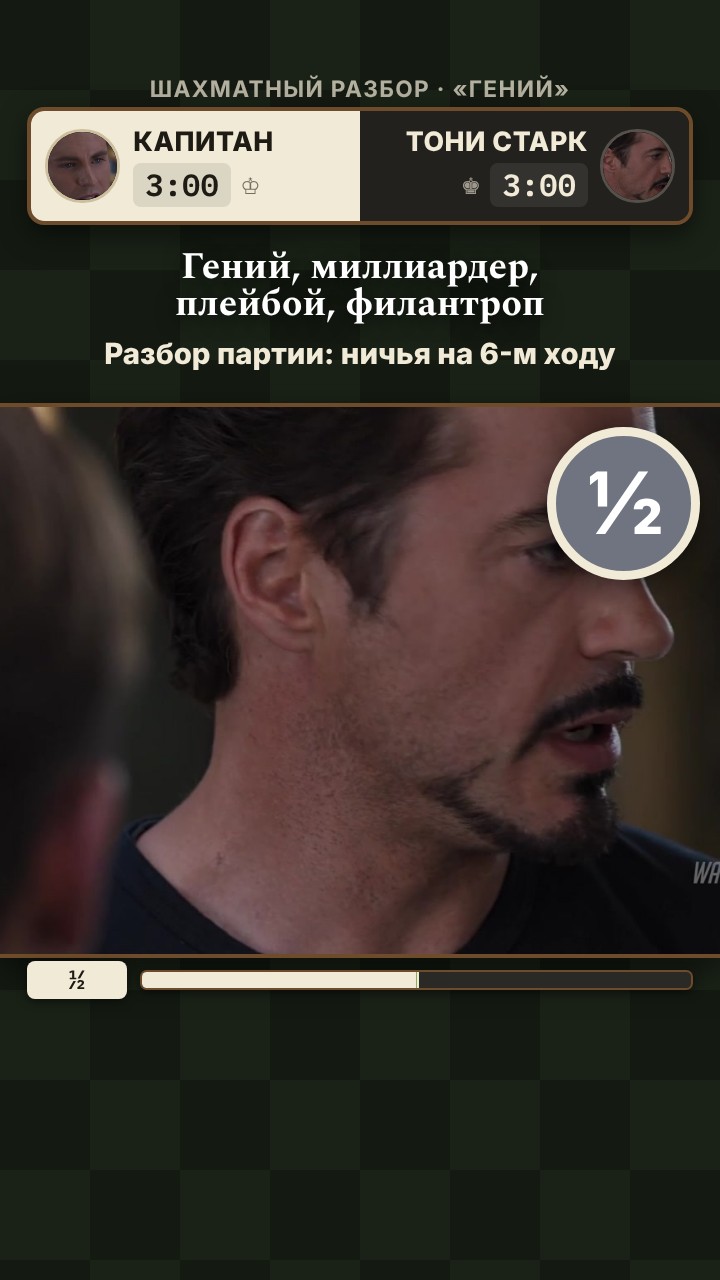 ШАХМАТНЫЙ РАЗБОР · «ГЕНИЙ»
КАПИТАН
3:00 ♔
ТОНИ СТАРК
♚ 3:00
Гений, миллиардер,
плейбой, филантроп
Разбор партии: ничья на 6-м ходу
½
WA
½